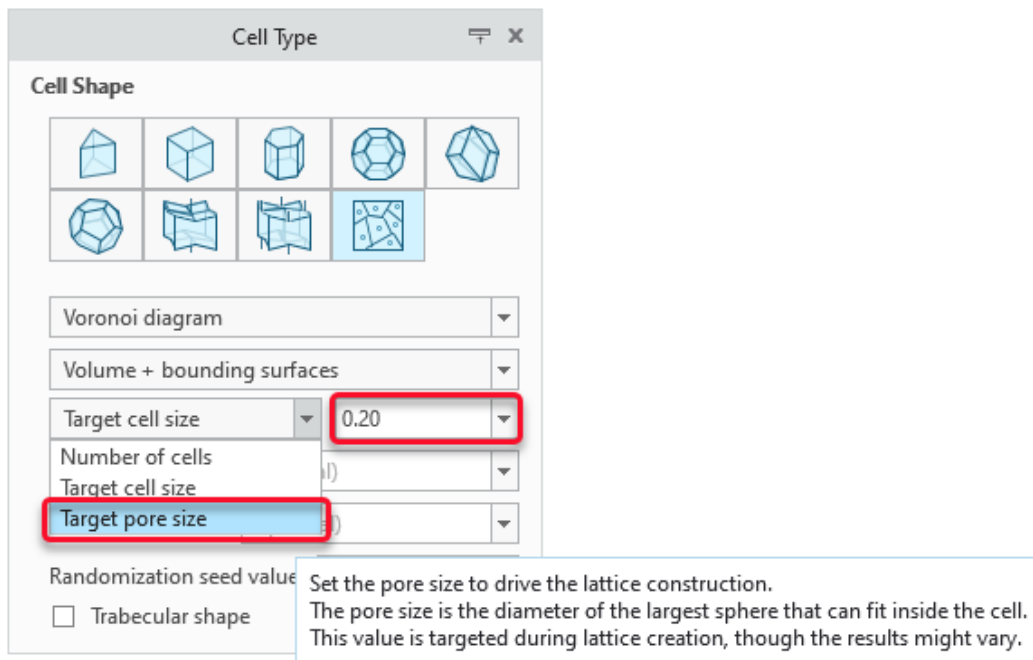 Cell Type
Cell Shape
Voronoi diagram
Volume + bounding surfaces
Target cell size
0.20
Number of cells
Target cell size
Target pore size
Randomization seed value
Trabecular shape
Set the pore size to drive the lattice construction.
The pore size is the diameter of the largest sphere that can fit inside the cell.
This value is targeted during lattice creation, though the results might vary.